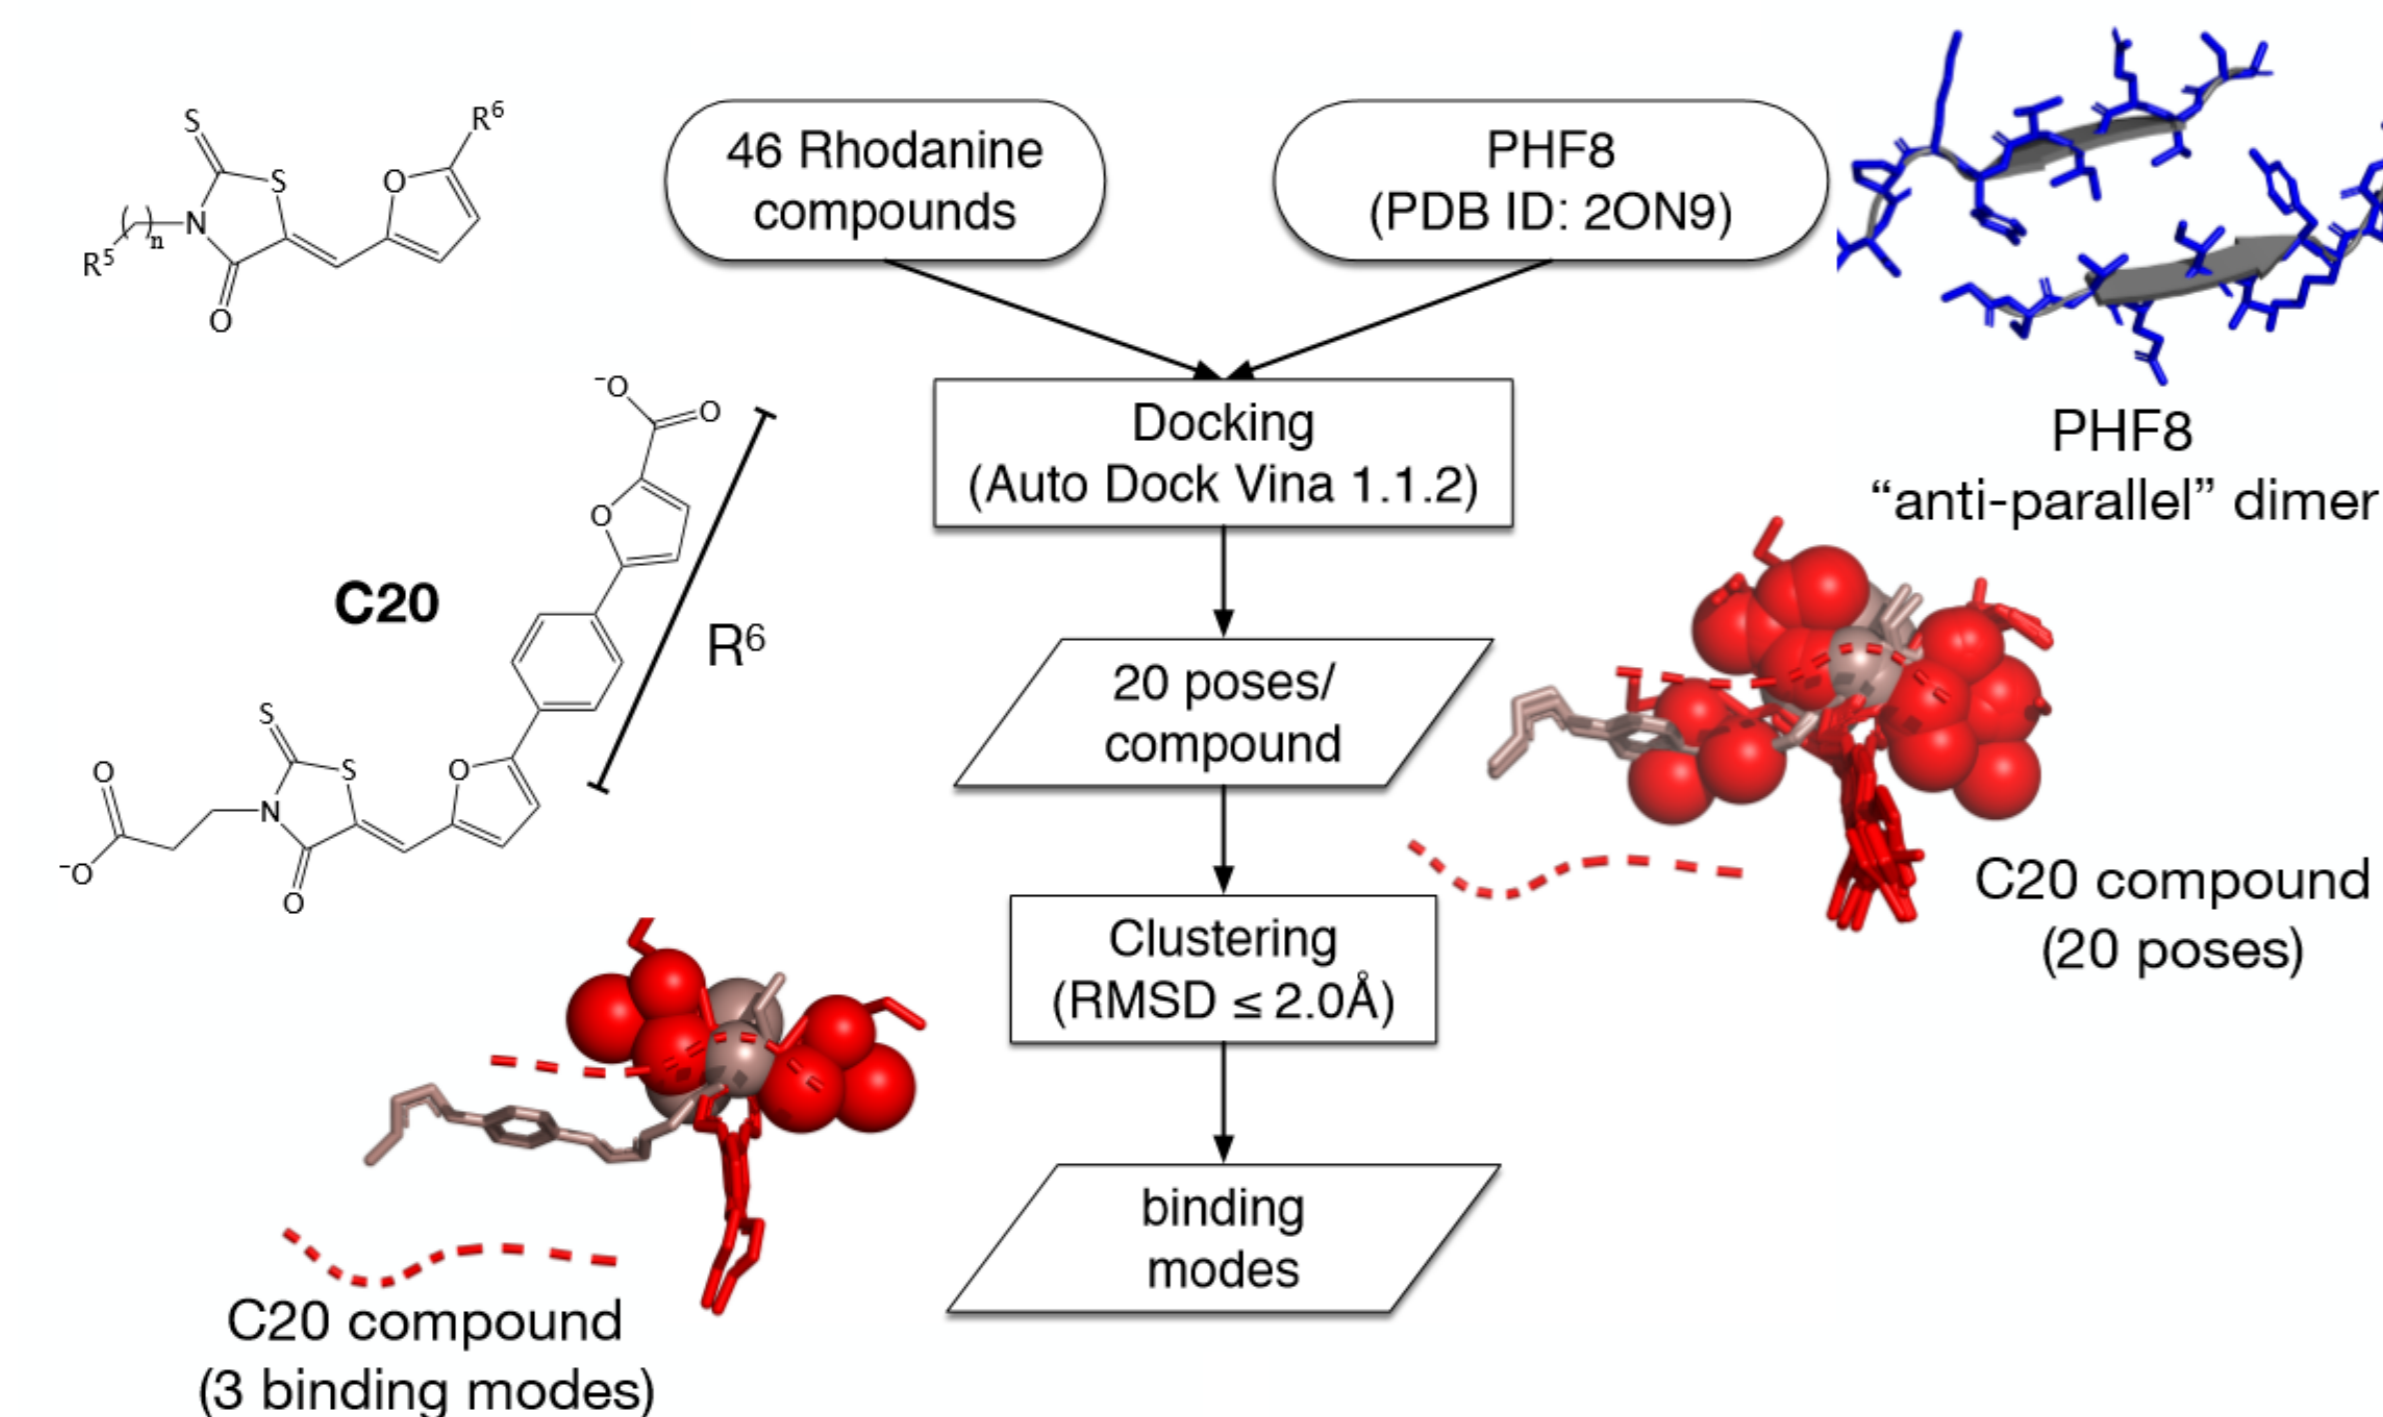 46 Rhodanine
compounds
PHF8
(PDB ID: 2ON9)
S
R⁶
S
O
N
( )n
R⁵
O
Docking
(Auto Dock Vina 1.1.2)
PHF8
“anti-parallel” dimer
⁻O
O
O
C20
R⁶
20 poses/
compound
S
S
O
O
N
⁻O
O
C20 compound
(20 poses)
Clustering
(RMSD ≤ 2.0Å)
binding
modes
C20 compound
(3 binding modes)